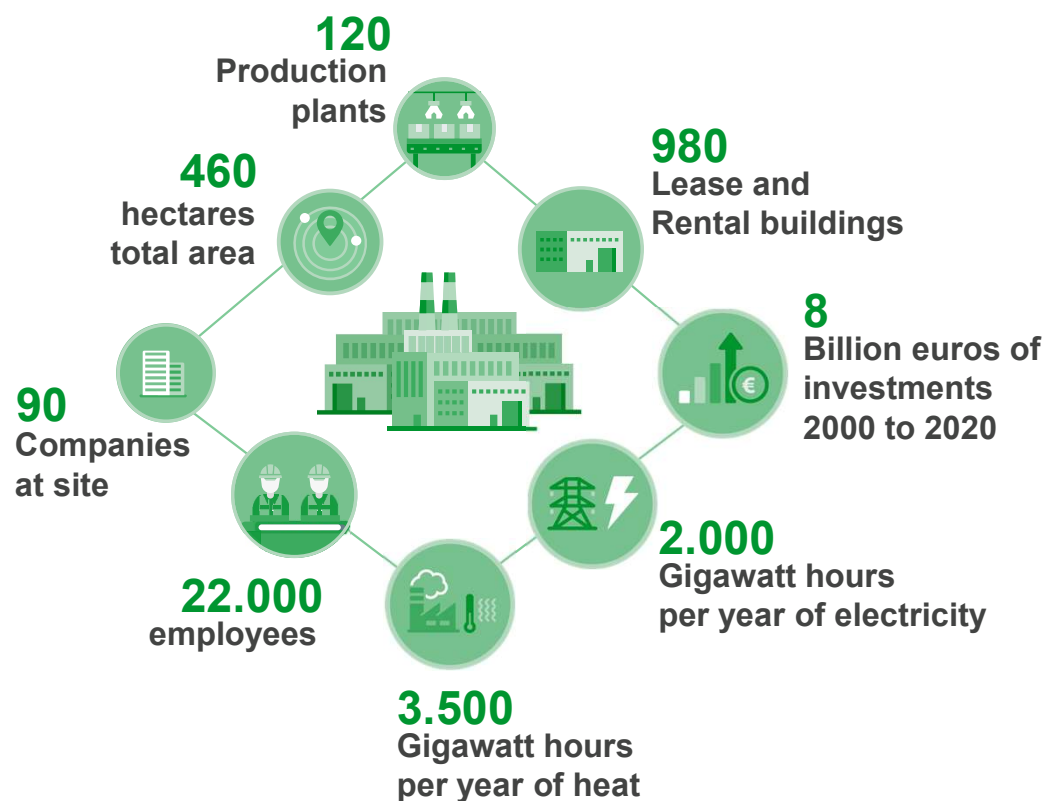 120
Production
plants
980
Lease and
Rental buildings
8
Billion euros of
investments
2000 to 2020
2.000
Gigawatt hours
per year of electricity
3.500
Gigawatt hours
per year of heat
22.000
employees
90
Companies
at site
460
hectares
total area
€